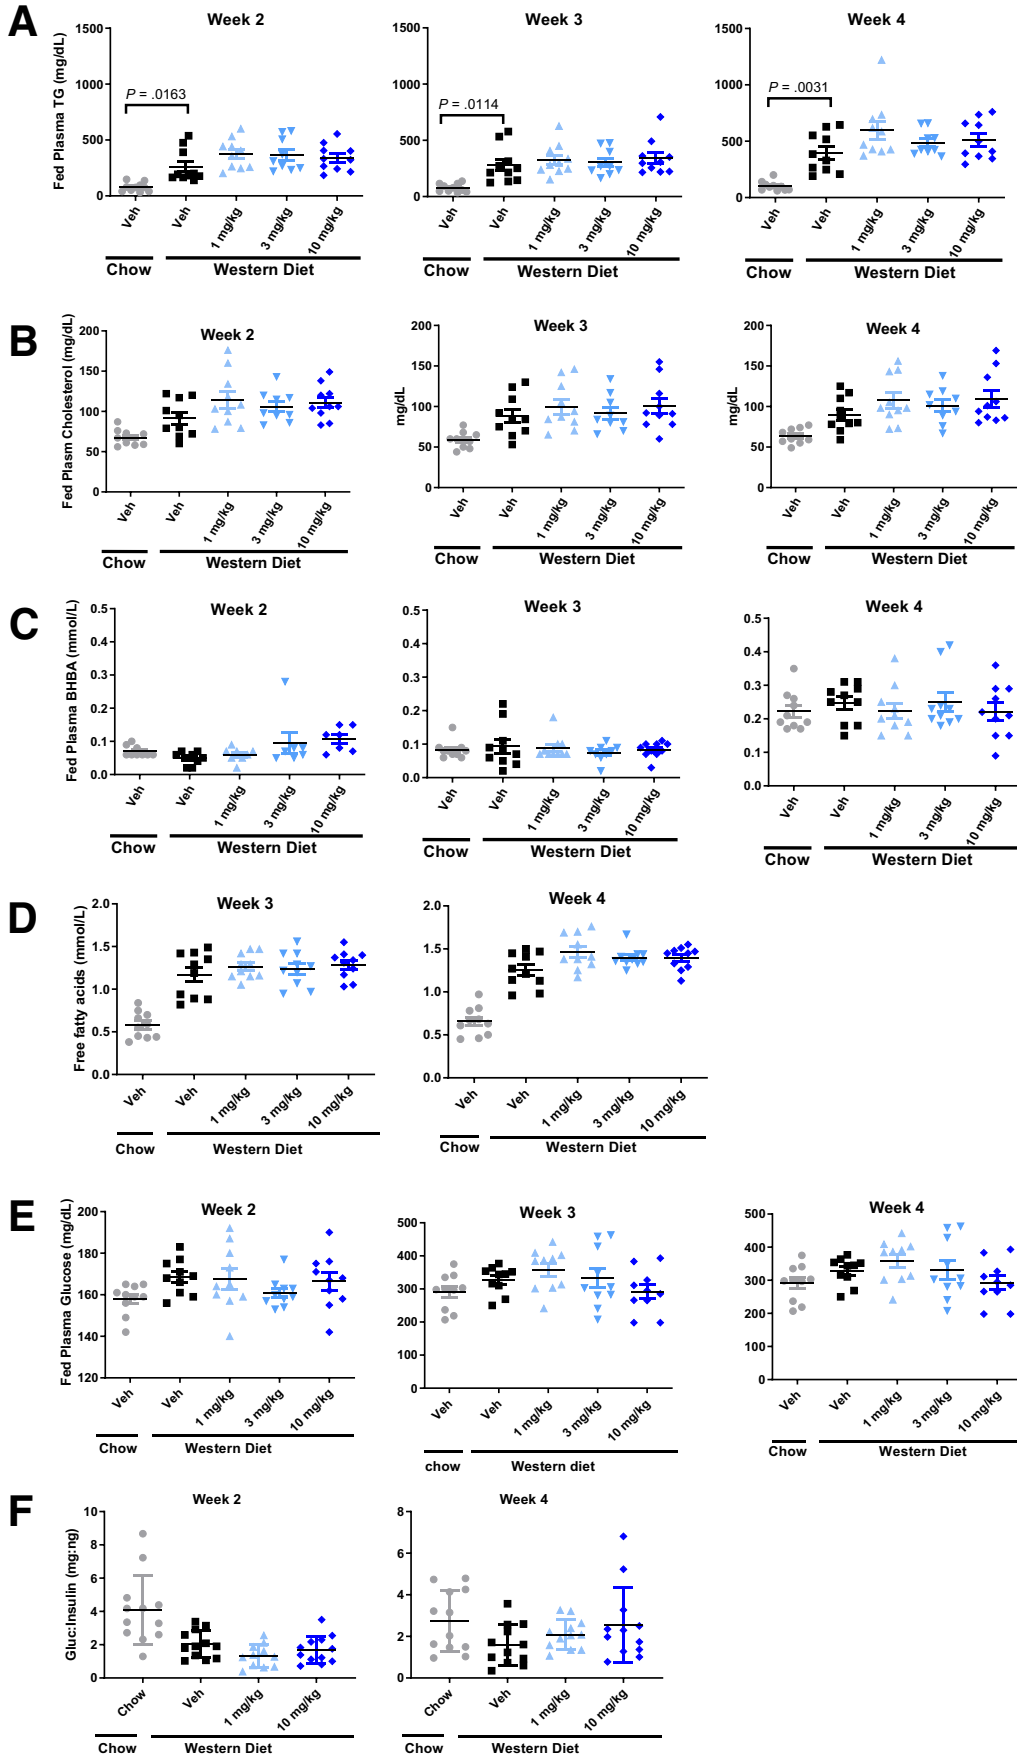 A
Week 2
Week 3
Week 4
Fed Plasma TG (mg/dL)
1500
1000
500
0
P = .0163
Veh
Veh
1 mg/kg
3 mg/kg
10 mg/kg
Chow
Western Diet
1500
1000
500
0
P = .0114
Veh
Veh
1 mg/kg
3 mg/kg
10 mg/kg
Chow
Western Diet
1500
1000
500
0
P = .0031
Veh
Veh
1 mg/kg
3 mg/kg
10 mg/kg
Chow
Western Diet
B
Week 2
Week 3
Week 4
Fed Plasm Cholesterol (mg/dL)
200
150
100
50
0
Veh
Veh
1 mg/kg
3 mg/kg
10 mg/kg
Chow
Western Diet
mg/dL
200
150
100
50
0
Veh
Veh
1 mg/kg
3 mg/kg
10 mg/kg
Chow
Western Diet
mg/dL
200
150
100
50
0
Veh
Veh
1 mg/kg
3 mg/kg
10 mg/kg
Chow
Western Diet
C
Week 2
Week 3
Week 4
Fed Plasma BHBA (mmol/L)
0.5
0.4
0.3
0.2
0.1
0.0
Veh
Veh
1 mg/kg
3 mg/kg
10 mg/kg
Chow
Western Diet
0.5
0.4
0.3
0.2
0.1
0.0
Veh
Veh
1 mg/kg
3 mg/kg
10 mg/kg
Chow
Western Diet
0.5
0.4
0.3
0.2
0.1
0.0
Veh
Veh
1 mg/kg
3 mg/kg
10 mg/kg
Chow
Western Diet
D
Week 3
Week 4
Free fatty acids (mmol/L)
2.0
1.5
1.0
0.5
0.0
Veh
Veh
1 mg/kg
3 mg/kg
10 mg/kg
Chow
Western Diet
2.0
1.5
1.0
0.5
0.0
Veh
Veh
1 mg/kg
3 mg/kg
10 mg/kg
Chow
Western Diet
E
Week 2
Week 3
Week 4
Fed Plasma Glucose (mg/dL)
200
180
160
140
120
Veh
Veh
1 mg/kg
3 mg/kg
10 mg/kg
Chow
Western Diet
500
400
300
200
100
0
Veh
Veh
1 mg/kg
3 mg/kg
10 mg/kg
chow
Western diet
500
400
300
200
100
0
Veh
Veh
1 mg/kg
3 mg/kg
10 mg/kg
Chow
Western Diet
F
Week 2
Week 4
Gluc:Insulin (mg:ng)
10
8
6
4
2
0
Chow
Veh
1 mg/kg
10 mg/kg
Chow
Western Diet
8
6
4
2
0
Chow
Veh
1 mg/kg
10 mg/kg
Chow
Western Diet